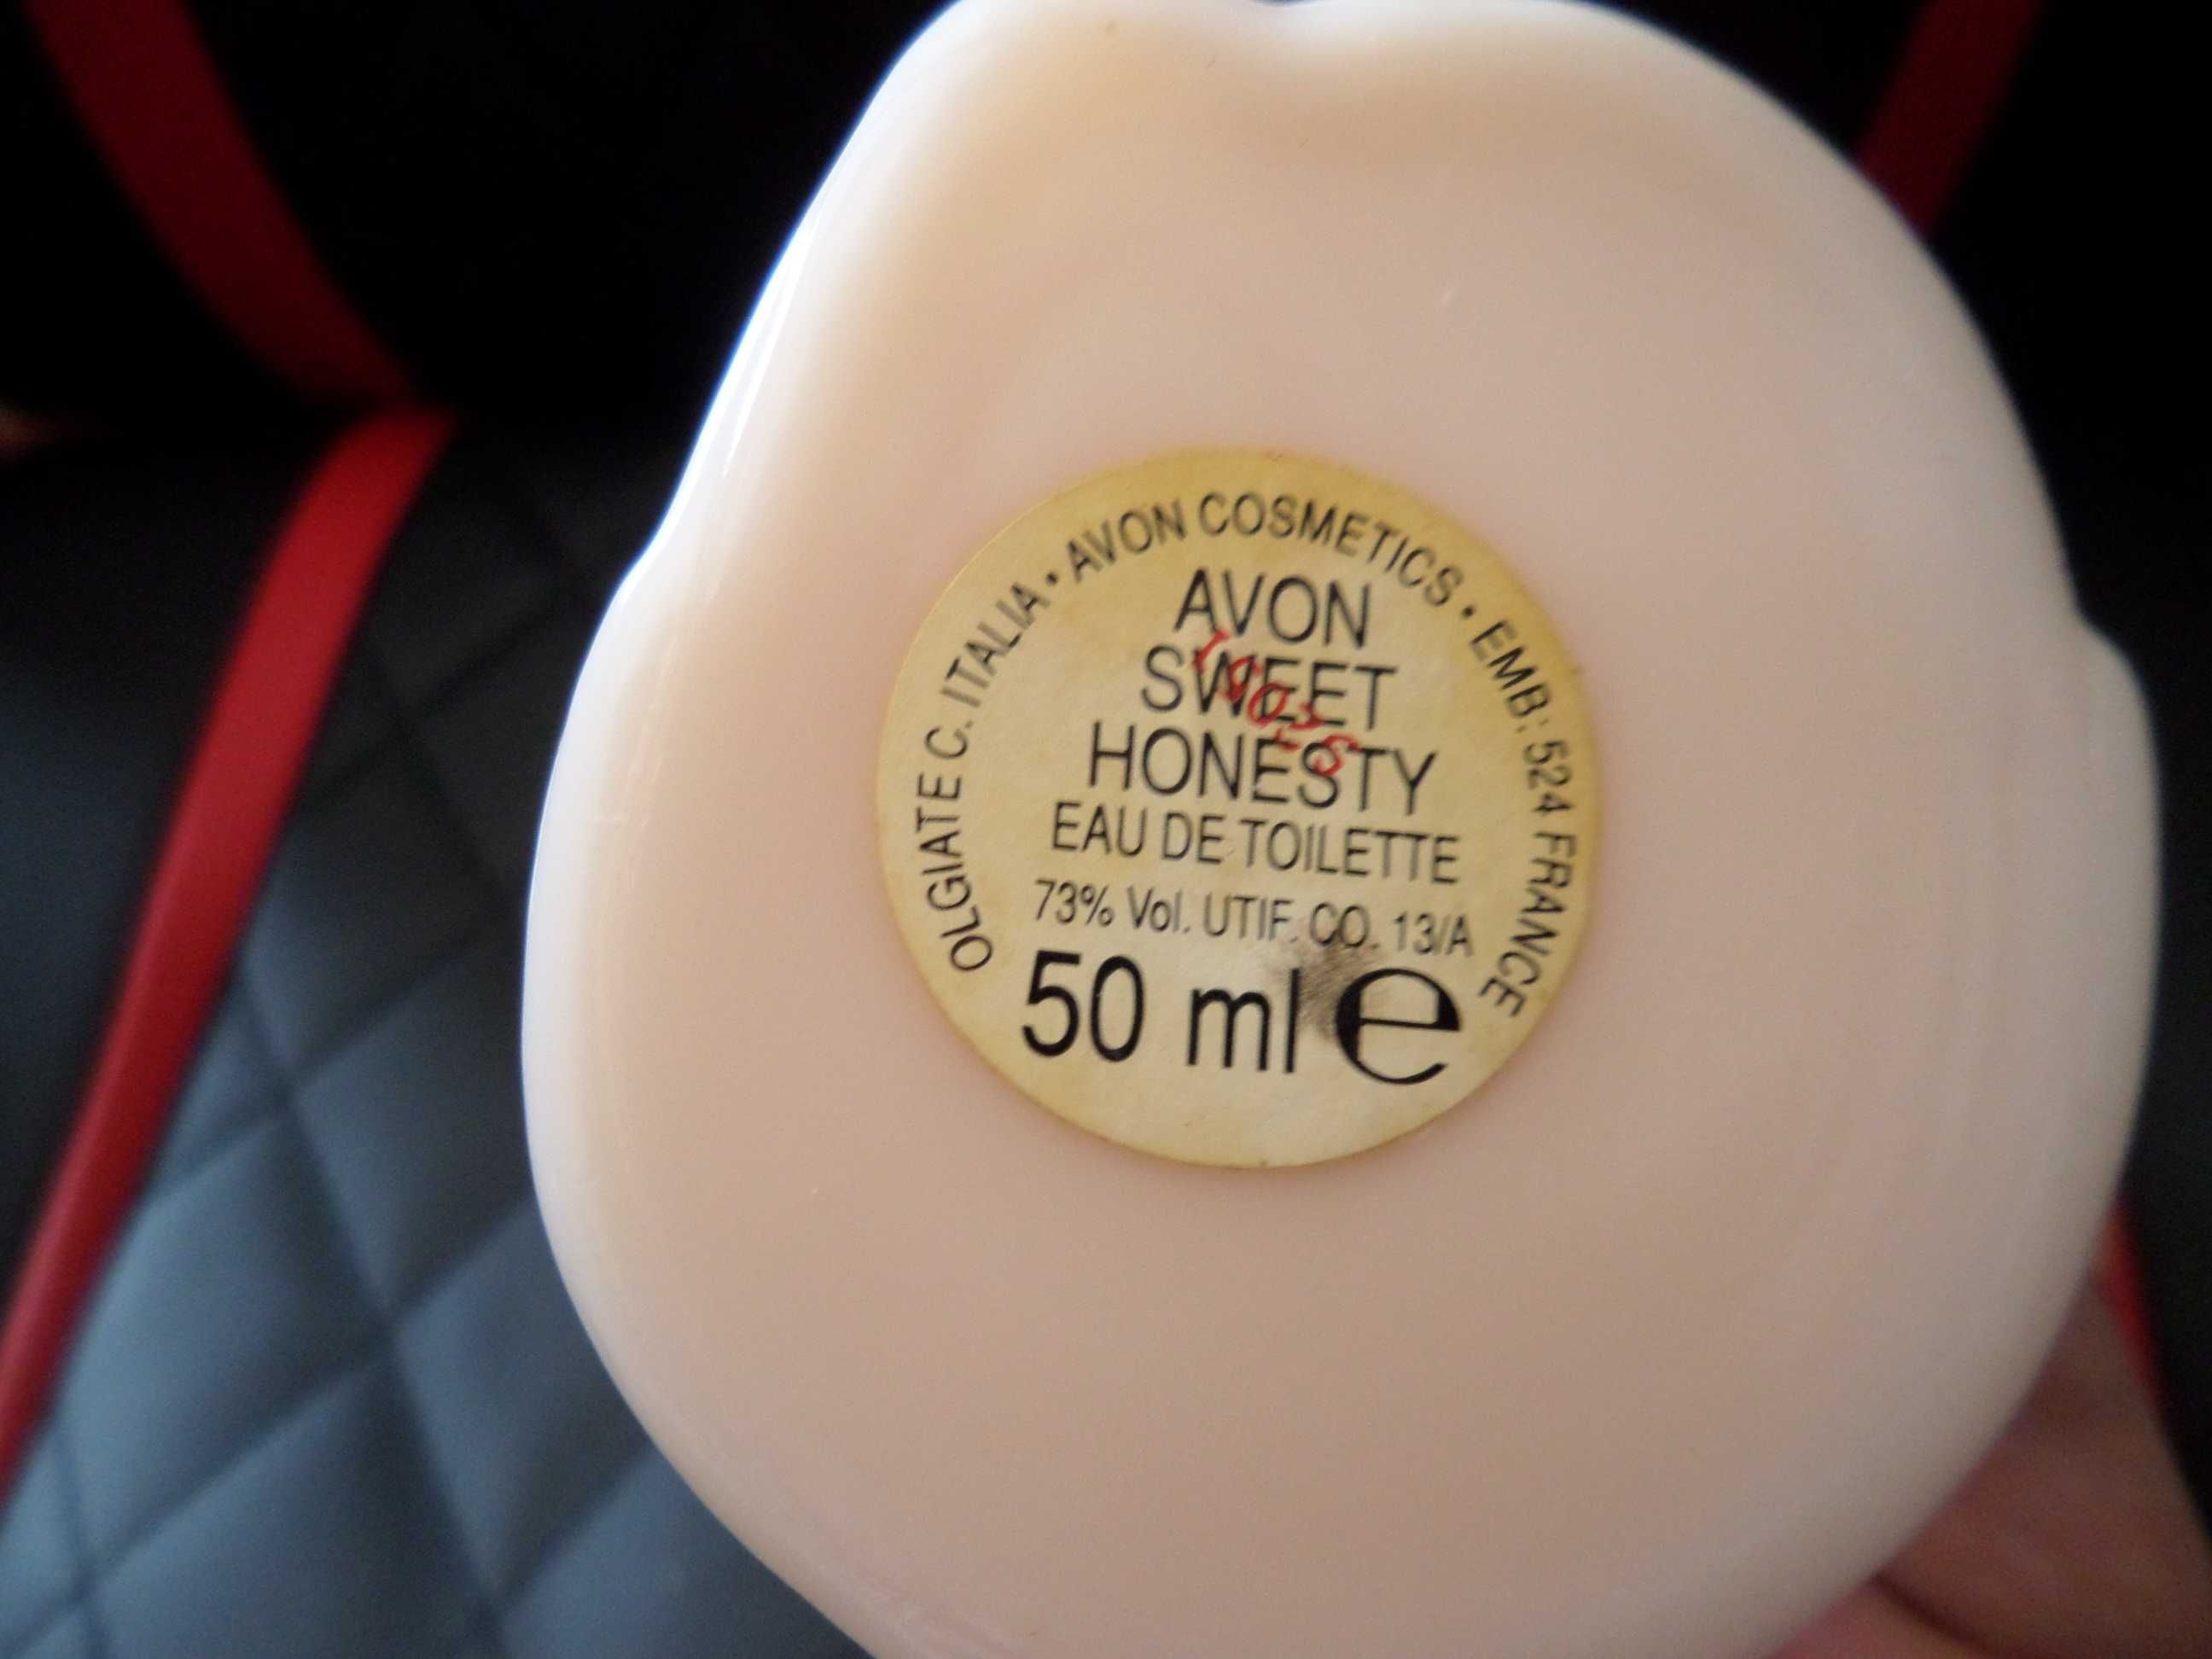 OLGIATE C. ITALIA • AVON COSMETICS • EMB: 524 FRANCE
AVON
SWEET
HONESTY
EAU DE TOILETTE
73% Vol. UTIF. CO. 13/A
50 ml e